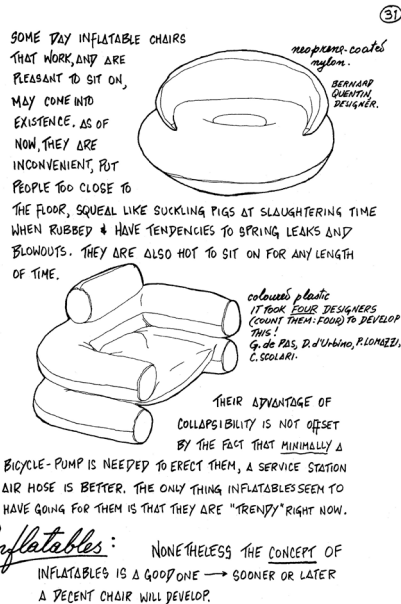 31
SOME DAY INFLATABLE CHAIRS
THAT WORK, AND ARE
PLEASANT TO SIT ON,
MAY COME INTO
EXISTENCE. AS OF
NOW, THEY ARE
INCONVENIENT, PUT
PEOPLE TOO CLOSE TO
THE FLOOR, SQUEAL LIKE SUCKLING PIGS AT SLAUGHTERING TIME
WHEN RUBBED & HAVE TENDENCIES TO SPRING LEAKS AND
BLOWOUTS. THEY ARE ALSO HOT TO SIT ON FOR ANY LENGTH
OF TIME.
neoprene-coated
nylon.
BERNARD
QUENTIN,
DESIGNER.
coloured plastic
IT TOOK FOUR DESIGNERS
(COUNT THEM: FOUR) TO DEVELOP
THIS!
G. de PAS, D. d'Urbino, P. LOMAZZI,
C. SCOLARI.
THEIR ADVANTAGE OF
COLLAPSIBILITY IS NOT OFFSET
BY THE FACT THAT MINIMALLY A
BICYCLE-PUMP IS NEEDED TO ERECT THEM, A SERVICE STATION
AIR HOSE IS BETTER. THE ONLY THING INFLATABLES SEEM TO
HAVE GOING FOR THEM IS THAT THEY ARE "TRENDY" RIGHT NOW.
nflatables:
NONETHELESS THE CONCEPT OF
INFLATABLES IS A GOOD ONE → SOONER OR LATER
A DECENT CHAIR WILL DEVELOP.